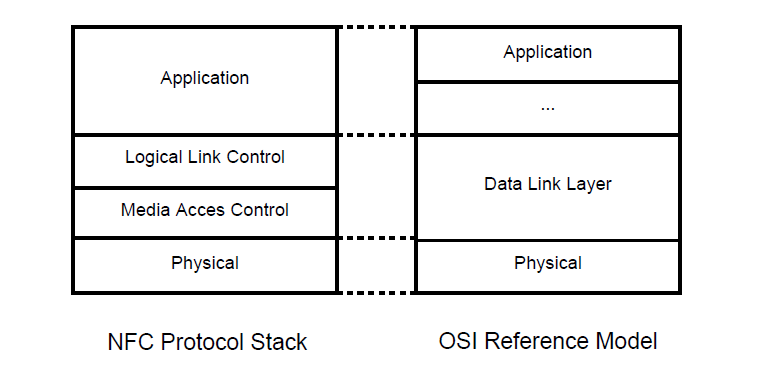 Application
Logical Link Control
Media Acces Control
Physical
NFC Protocol Stack
Application
...
Data Link Layer
Physical
OSI Reference Model